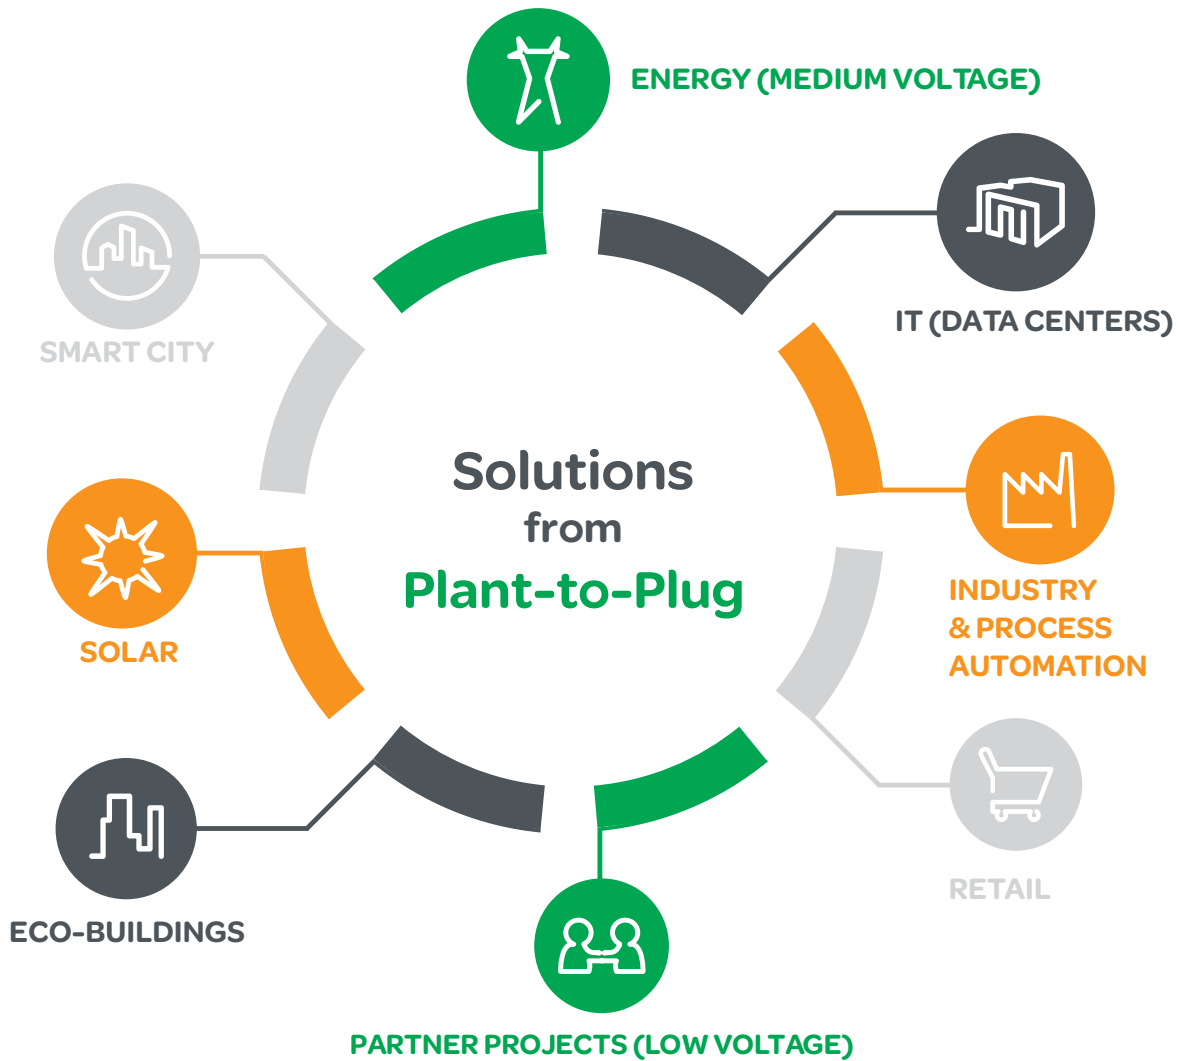 ENERGY (MEDIUM VOLTAGE)
IT (DATA CENTERS)
SMART CITY
Solutions
from
Plant-to-Plug
INDUSTRY
& PROCESS
AUTOMATION
SOLAR
RETAIL
ECO-BUILDINGS
PARTNER PROJECTS (LOW VOLTAGE)